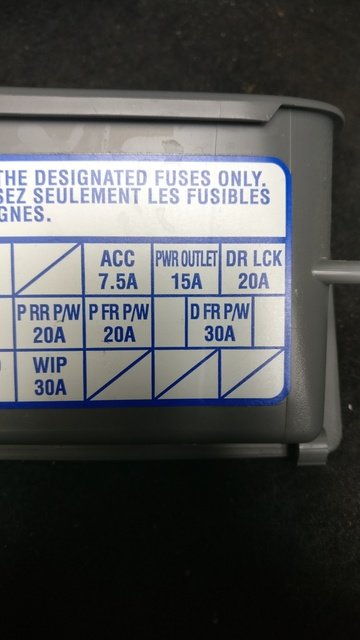 THE DESIGNATED FUSES ONLY.
SEZ SEULEMENT LES FUSIBLES
GNES.
ACC PWR OUTLET DR LCK
7.5A 15A 20A
P RR P/W P FR P/W D FR P/W
20A 20A 30A
WIP
30A